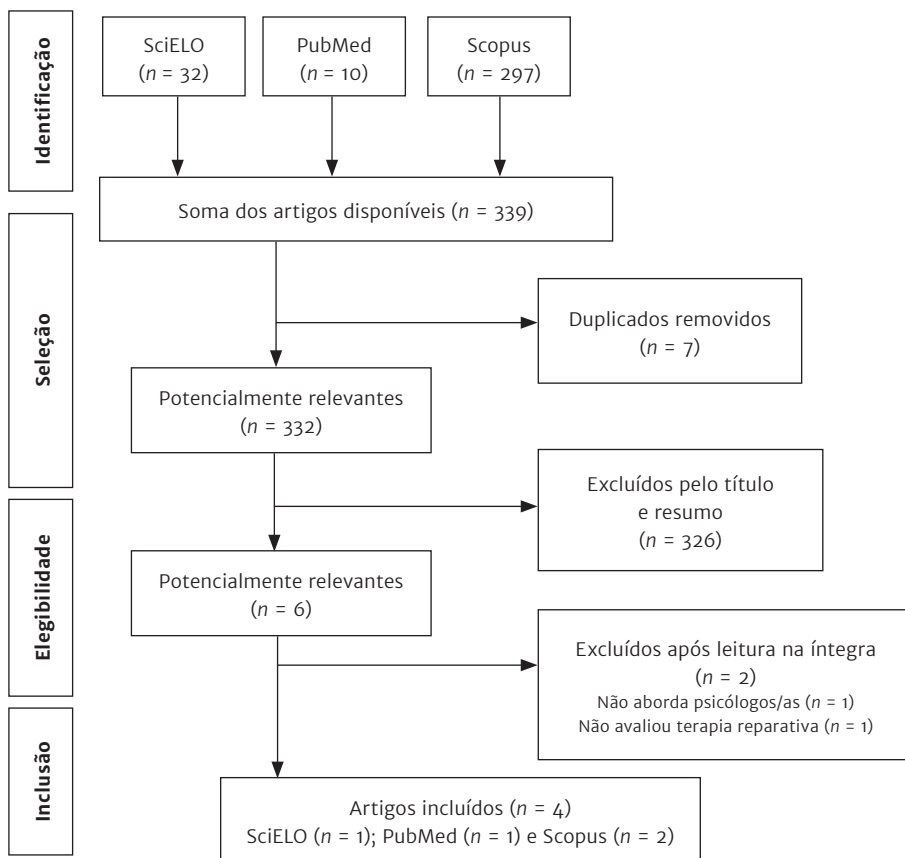 Identificação
SciELO
(n = 32)
PubMed
(n = 10)
Scopus
(n = 297)
Soma dos artigos disponíveis (n = 339)
Seleção
Duplicados removidos
(n = 7)
Potencialmente relevantes
(n = 332)
Excluídos pelo título
e resumo
(n = 326)
Elegibilidade
Potencialmente relevantes
(n = 6)
Excluídos após leitura na íntegra
(n = 2)
Não aborda psicólogos/as (n = 1)
Não avaliou terapia reparativa (n = 1)
Inclusão
Artigos incluídos (n = 4)
SciELO (n = 1); PubMed (n = 1) e Scopus (n = 2)